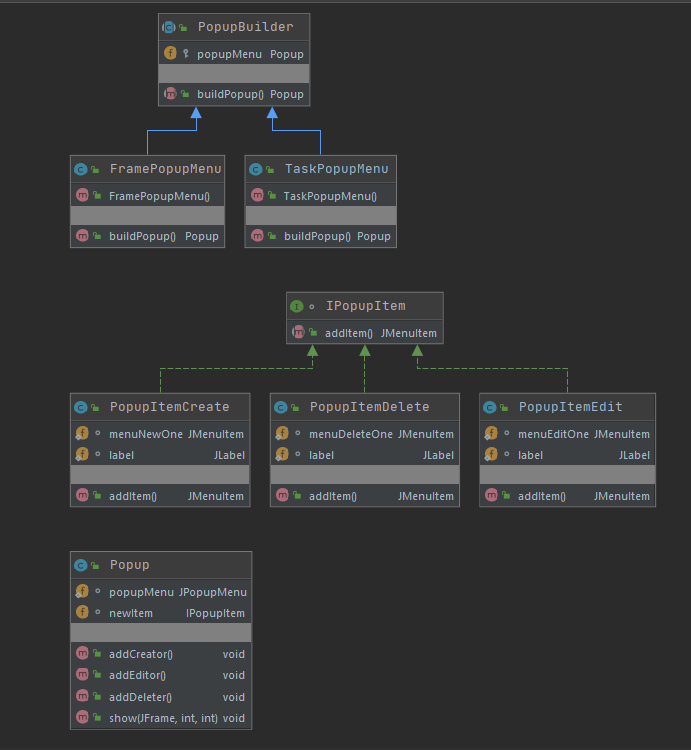 PopupBuilder
popupMenu Popup
buildPopup() Popup
FramePopupMenu
FramePopupMenu()
buildPopup() Popup
TaskPopupMenu
TaskPopupMenu()
buildPopup() Popup
IPopupItem
addItem() JMenuItem
PopupItemCreate
menuNewOne JMenuItem
label JLabel
addItem() JMenuItem
PopupItemDelete
menuDeleteOne JMenuItem
label JLabel
addItem() JMenuItem
PopupItemEdit
menuEditOne JMenuItem
label JLabel
addItem() JMenuItem
Popup
popupMenu JPopupMenu
newItem IPopupItem
addCreator() void
addEditor() void
addDeleter() void
show(JFrame, int, int) void